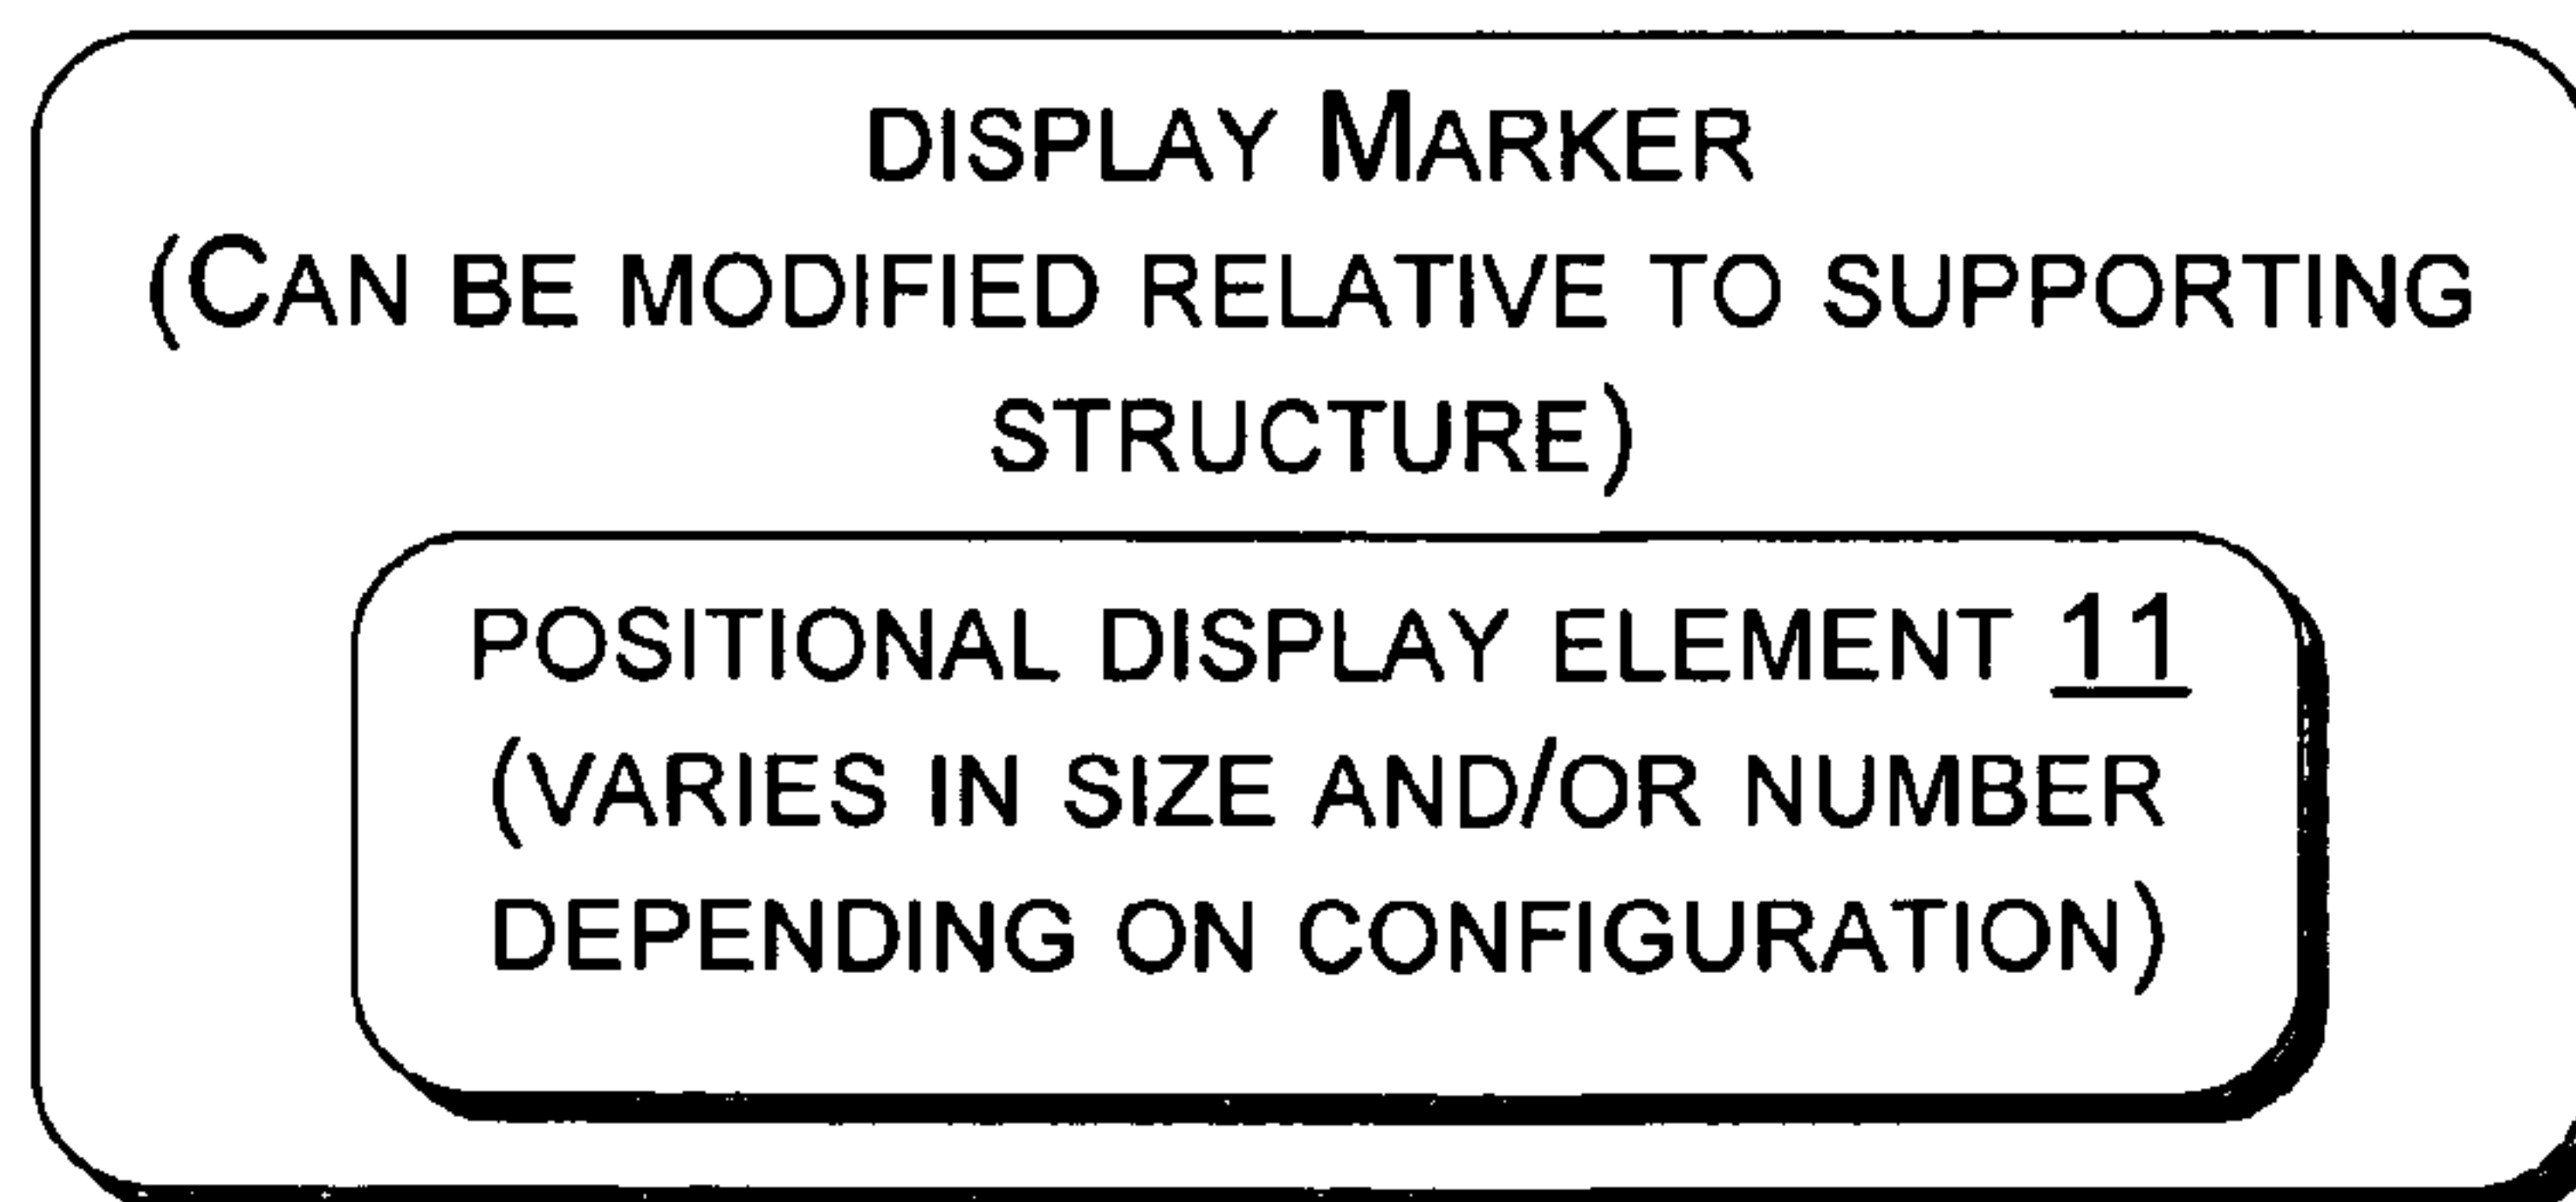 DISPLAY MARKER
(CAN BE MODIFIED RELATIVE TO SUPPORTING
STRUCTURE)
POSITIONAL DISPLAY ELEMENT 11
(VARIES IN SIZE AND/OR NUMBER
DEPENDING ON CONFIGURATION)